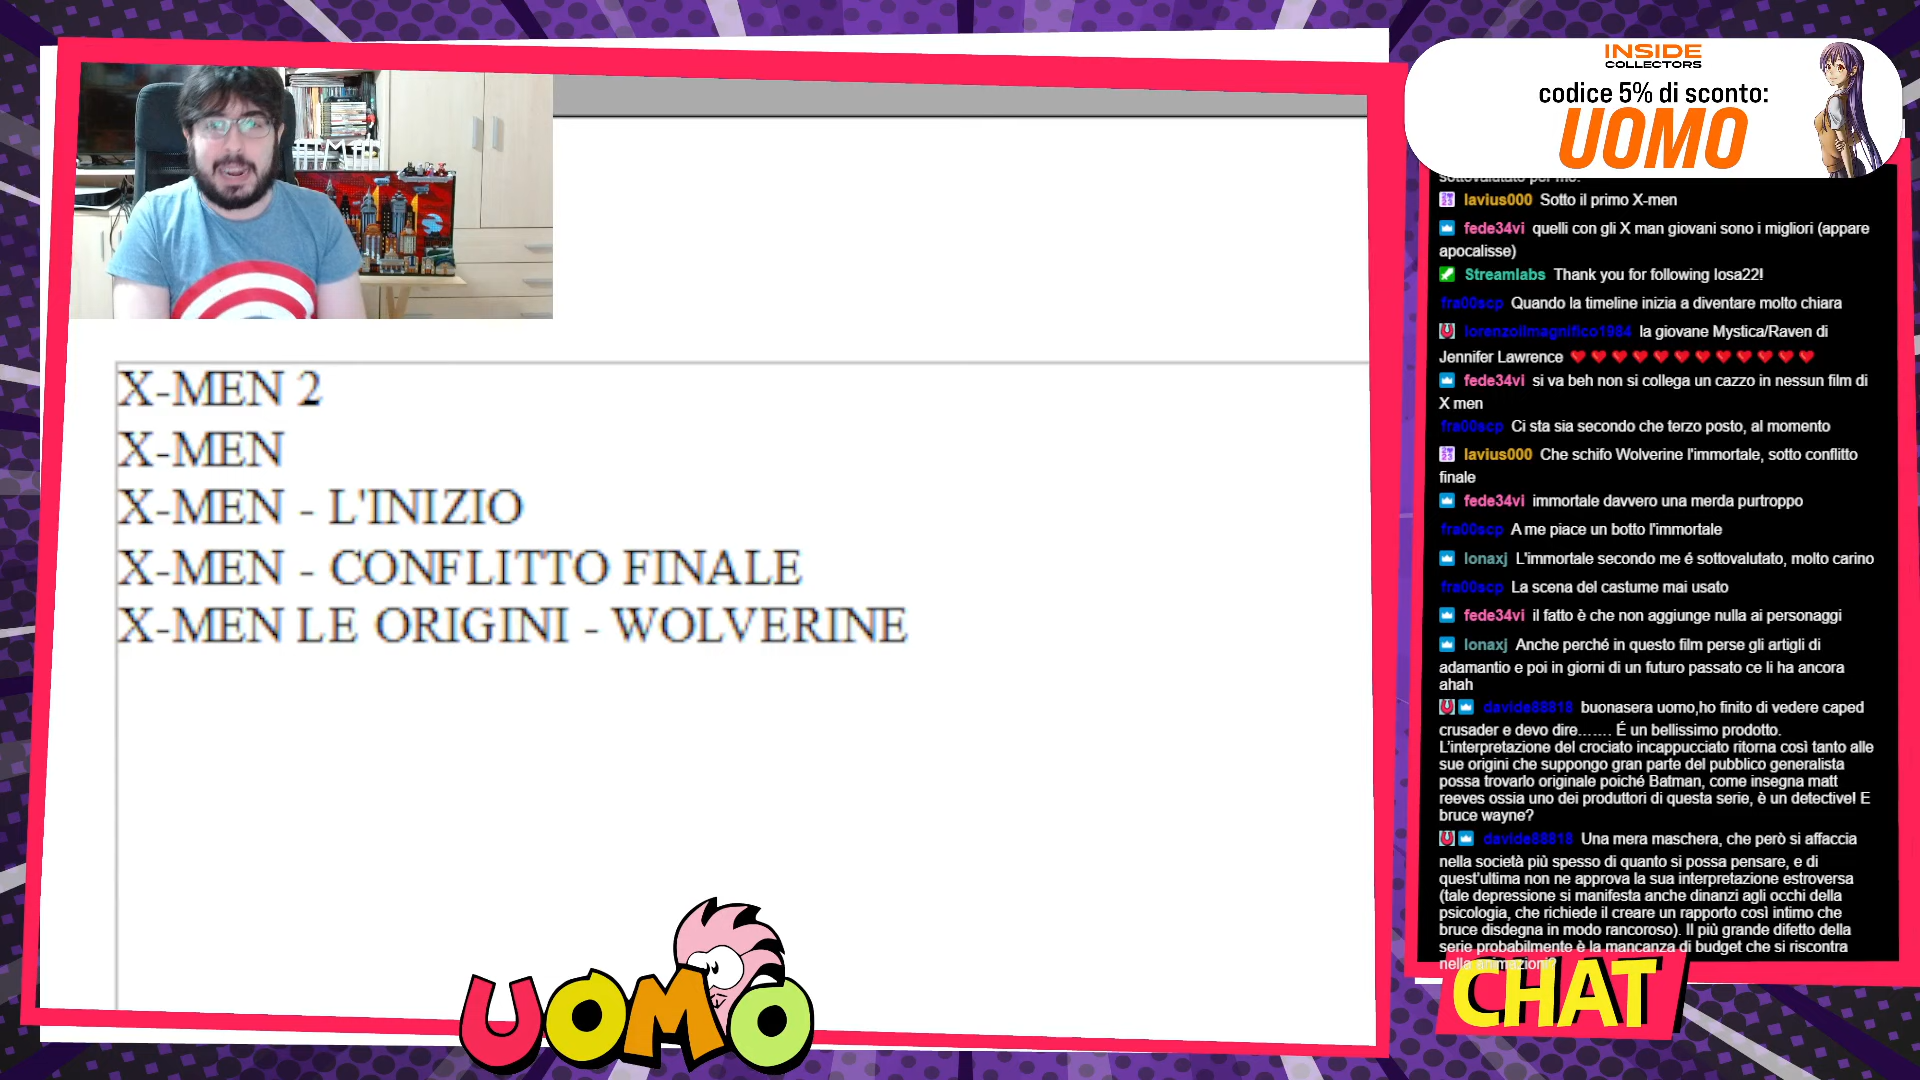 X-MEN 2
X-MEN
X-MEN - L'INIZIO
X-MEN - CONFLITTO FINALE
X-MEN LE ORIGINI - WOLVERINE
UOMO
INSIDE
COLLECTORS
codice 5% di sconto:
UOMO
lavius000 Sotto il primo X-men
fede34vi quelli con gli X man giovani sono i migliori (appare
apocalisse)
Streamlabs Thank you for following losa22!
fra00scp Quando la timeline inizia a diventare molto chiara
lorenzoilmagnifico1984 la giovane Mystica/Raven di
Jennifer Lawrence
fede34vi si va beh non si collega un cazzo in nessun film di
X men
fra00scp Ci sta sia secondo che terzo posto, al momento
lavius000 Che schifo Wolverine l'immortale, sotto conflitto
finale
fede34vi immortale davvero una merda purtroppo
fra00scp A me piace un botto l'immortale
lonaxj L'immortale secondo me é sottovalutato, molto carino
fra00scp La scena del castume mai usato
fede34vi il fatto è che non aggiunge nulla ai personaggi
lonaxj Anche perché in questo film perse gli artigli di
adamantio e poi in giorni di un futuro passato ce li ha ancora
ahah
davide88818 buonasera uomo,ho finito di vedere caped
crusader e devo dire……. É un bellissimo prodotto.
L'interpretazione del crociato incappucciato ritorna così tanto alle
sue origini che suppongo gran parte del pubblico generalista
possa trovarlo originale poiché Batman, come insegna matt
reeves ossia uno dei produttori di questa serie, è un detective! E
bruce wayne?
davide88818 Una mera maschera, che però si affaccia
nella società più spesso di quanto si possa pensare, e di
quest'ultima non ne approva la sua interpretazione estroversa
(tale depressione si manifesta anche dinanzi agli occhi della
psicologia, che richiede il creare un rapporto così intimo che
bruce disdegna in modo rancoroso). Il più grande difetto della
serie probabilmente è la mancanza di budget che si riscontra
nelle animazioni?
CHAT